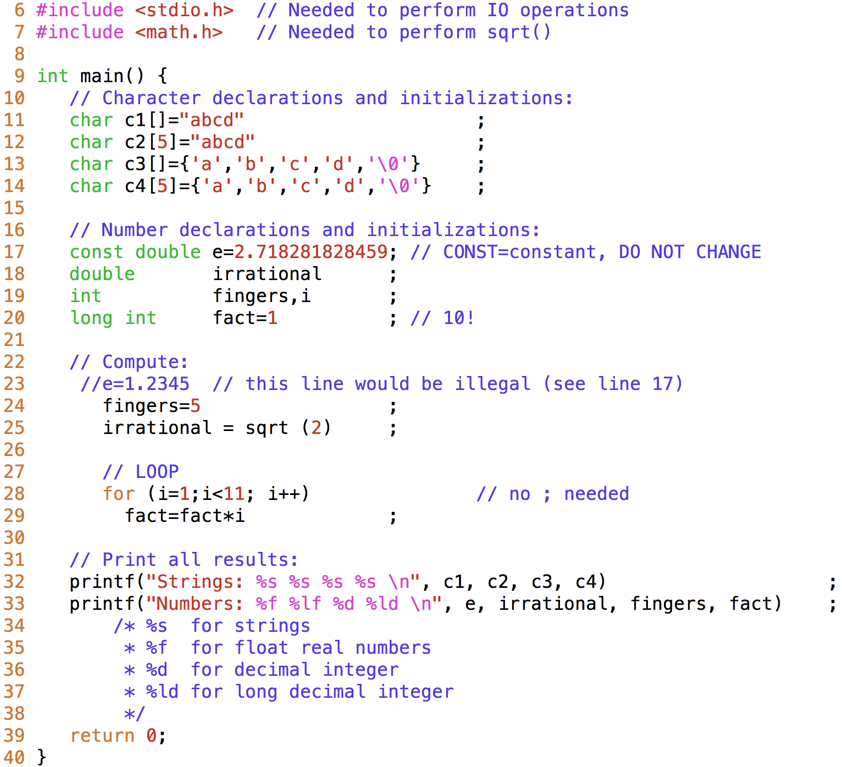 6 #include <stdio.h>  // Needed to perform IO operations
7 #include <math.h>   // Needed to perform sqrt()
8
9 int main() {
10    // Character declarations and initializations:
11    char c1[]="abcd"                     ;
12    char c2[5]="abcd"                    ;
13    char c3[]={'a','b','c','d','\0'}     ;
14    char c4[5]={'a','b','c','d','\0'}    ;
15
16    // Number declarations and initializations:
17    const double e=2.718281828459; // CONST=constant, DO NOT CHANGE
18    double       irrational      ;
19    int          fingers,i       ;
20    long int     fact=1          ; // 10!
21
22    // Compute:
23     //e=1.2345  // this line would be illegal (see line 17)
24       fingers=5                 ;
25       irrational = sqrt (2)     ;
26
27       // LOOP
28       for (i=1;i<11; i++)               // no ; needed
29         fact=fact*i             ;
30
31    // Print all results:
32    printf("Strings: %s %s %s %s \n", c1, c2, c3, c4)                    ;
33    printf("Numbers: %f %lf %d %ld \n", e, irrational, fingers, fact)    ;
34        /* %s  for strings
35         * %f  for float real numbers
36         * %d  for decimal integer
37         * %ld for long decimal integer
38         */
39    return 0;
40 }